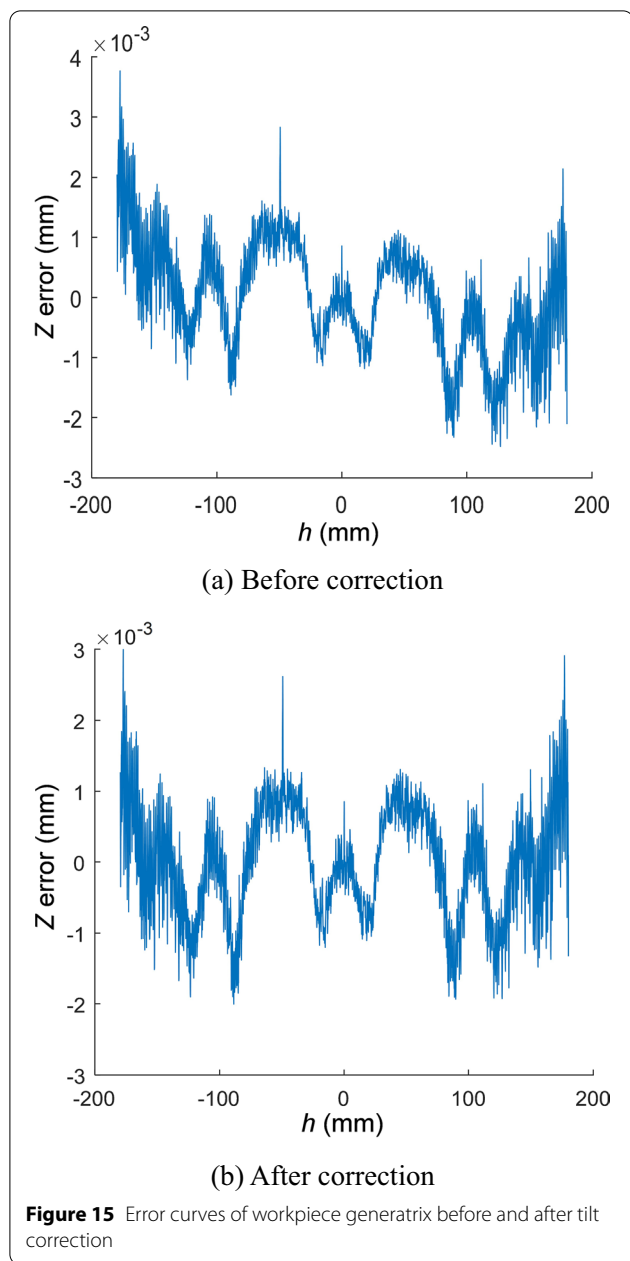 × 10-3
4
3
2
1
0
-1
-2
-3
Z error (mm)
-200 -100 0 100 200
h (mm)
(a) Before correction
× 10-3
3
2
1
0
-1
-2
-3
Z error (mm)
-200 -100 0 100 200
h (mm)
(b) After correction
Figure 15 Error curves of workpiece generatrix before and after tilt
correction